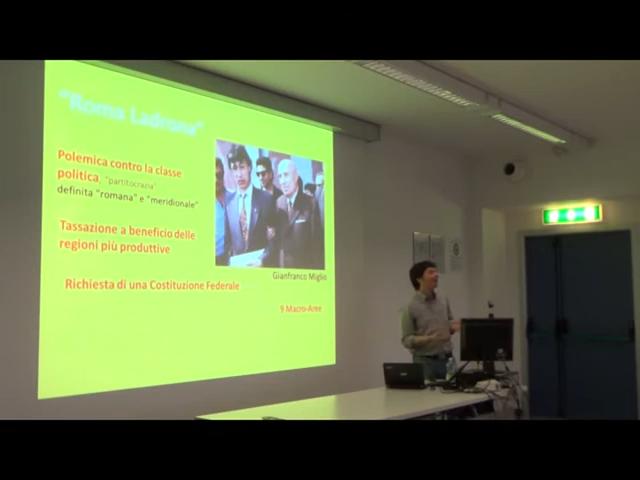 "Roma Ladrona"
Polemica contro la classe
politica, "partitocrazia"
definita "romana" e "meridionale"
Tassazione a beneficio delle
regioni più produttive
Gianfranco Miglio
Richiesta di una Costituzione Federale
9 Macro-Aree